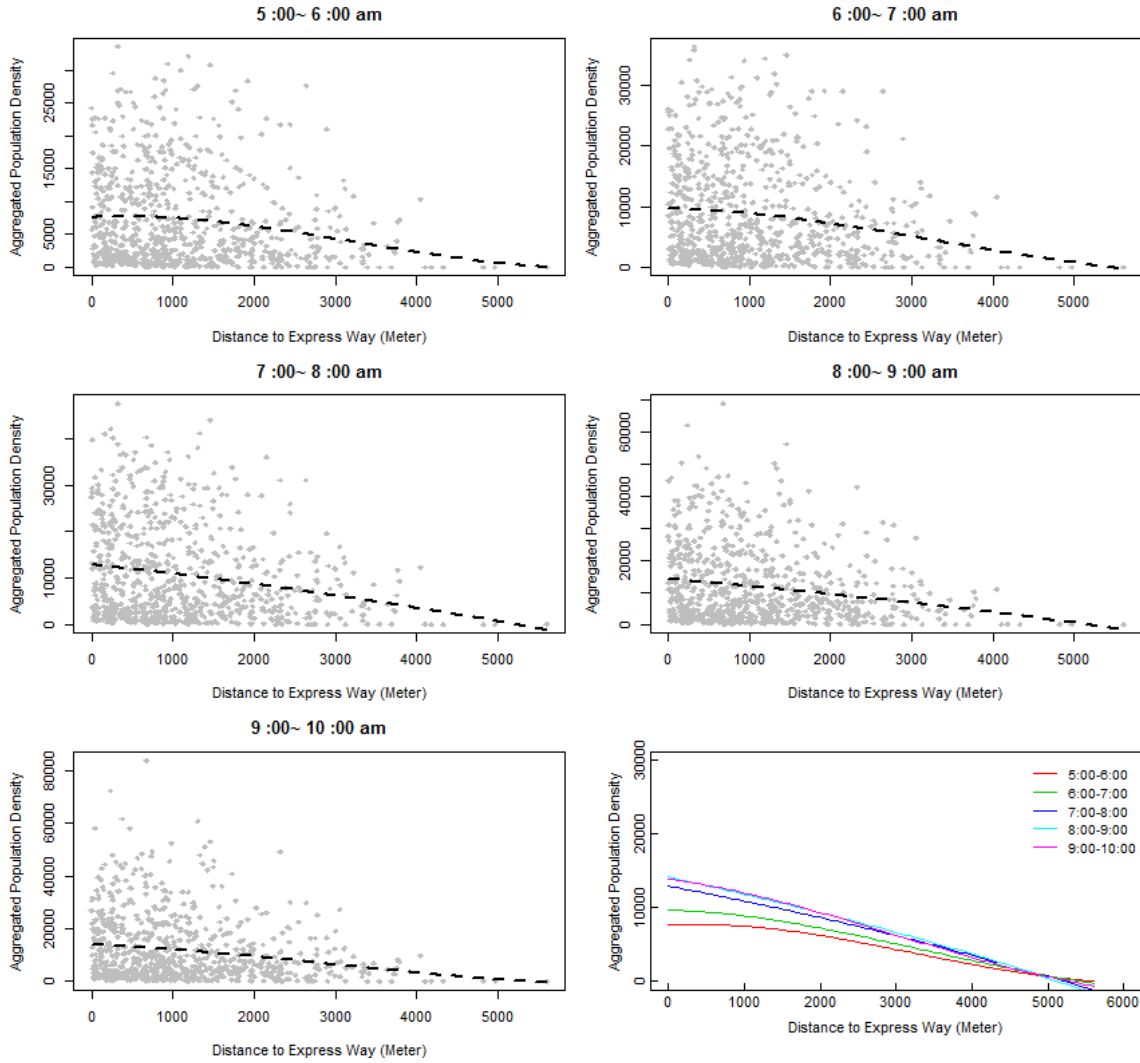 5 :00~ 6 :00 am
Aggregated Population Density
0 5000 15000 25000
0 1000 2000 3000 4000 5000
Distance to Express Way (Meter)
6 :00~ 7 :00 am
Aggregated Population Density
0 10000 20000 30000
0 1000 2000 3000 4000 5000
Distance to Express Way (Meter)
7 :00~ 8 :00 am
Aggregated Population Density
0 10000 30000
0 1000 2000 3000 4000 5000
Distance to Express Way (Meter)
8 :00~ 9 :00 am
Aggregated Population Density
0 20000 40000 60000
0 1000 2000 3000 4000 5000
Distance to Express Way (Meter)
9 :00~ 10 :00 am
Aggregated Population Density
0 20000 40000 60000 80000
0 1000 2000 3000 4000 5000
Distance to Express Way (Meter)
Aggregated Population Density
0 10000 20000 30000
5:00-6:00
6:00-7:00
7:00-8:00
8:00-9:00
9:00-10:00
0 1000 2000 3000 4000 5000 6000
Distance to Express Way (Meter)